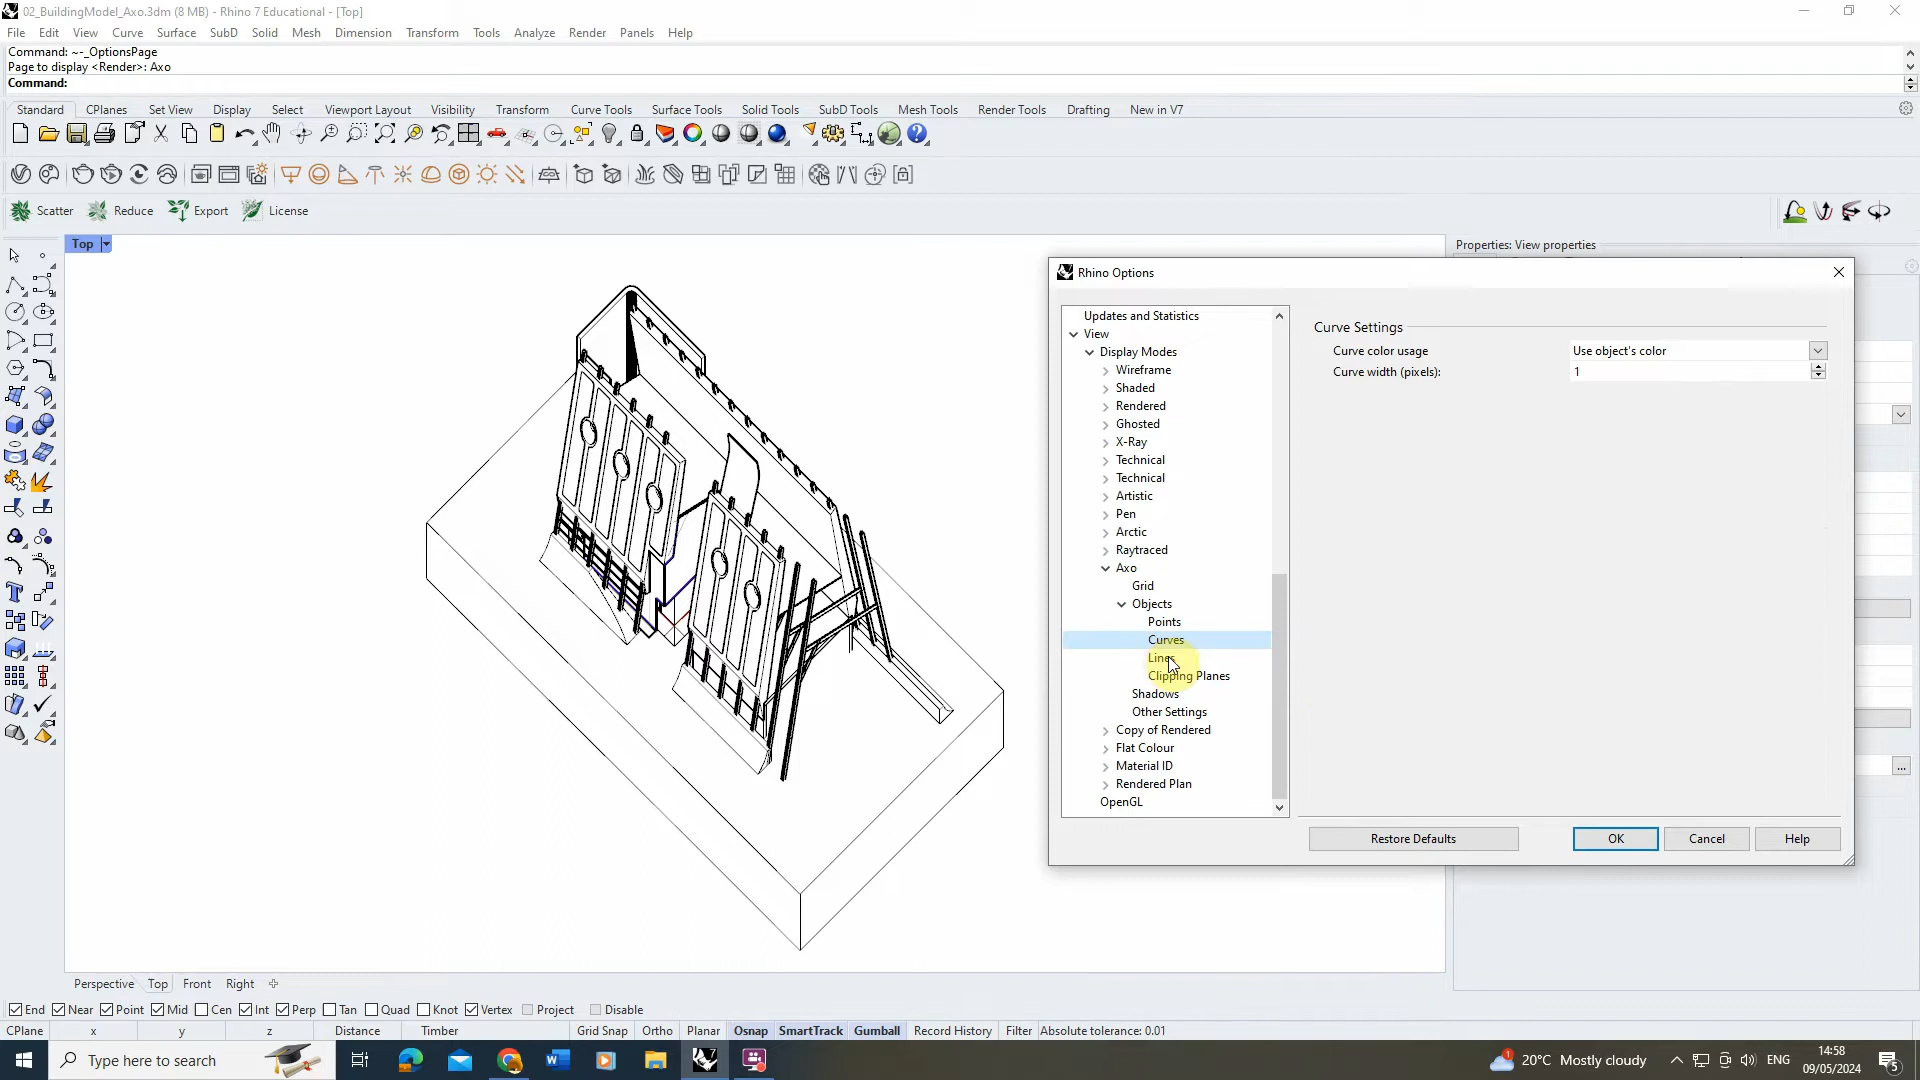 02_BuildingModel_Axo.3dm (8 MB) - Rhino 7 Educational - [Top]
File Edit View Curve Surface SubD Solid Mesh Dimension Transform Tools Analyze Render Panels Help
Command: ~-_OptionsPage
Page to display <Render>: Axo
Command:
Standard CPlanes Set View Display Select Viewport Layout Visibility Transform Curve Tools Surface Tools Solid Tools SubD Tools Mesh Tools Render Tools Drafting New in V7
Scatter Reduce Export License
Top
Properties: View properties
Rhino Options
Updates and Statistics
View
Display Modes
Wireframe
Shaded
Rendered
Ghosted
X-Ray
Technical
Technical
Artistic
Pen
Arctic
Raytraced
Axo
Grid
Objects
Points
Curves
Lines
Clipping Planes
Shadows
Other Settings
Copy of Rendered
Flat Colour
Material ID
Rendered Plan
OpenGL
Curve Settings
Curve color usage Use object's color
Curve width (pixels): 1
Restore Defaults OK Cancel Help
...
Perspective Top Front Right
End Near Point Mid Cen Int Perp Tan Quad Knot Vertex Project Disable
CPlane x y z Distance Timber Grid Snap Ortho Planar Osnap SmartTrack Gumball Record History Filter Absolute tolerance: 0.01
Type here to search
1 20°C Mostly cloudy ENG 14:58
09/05/2024
5